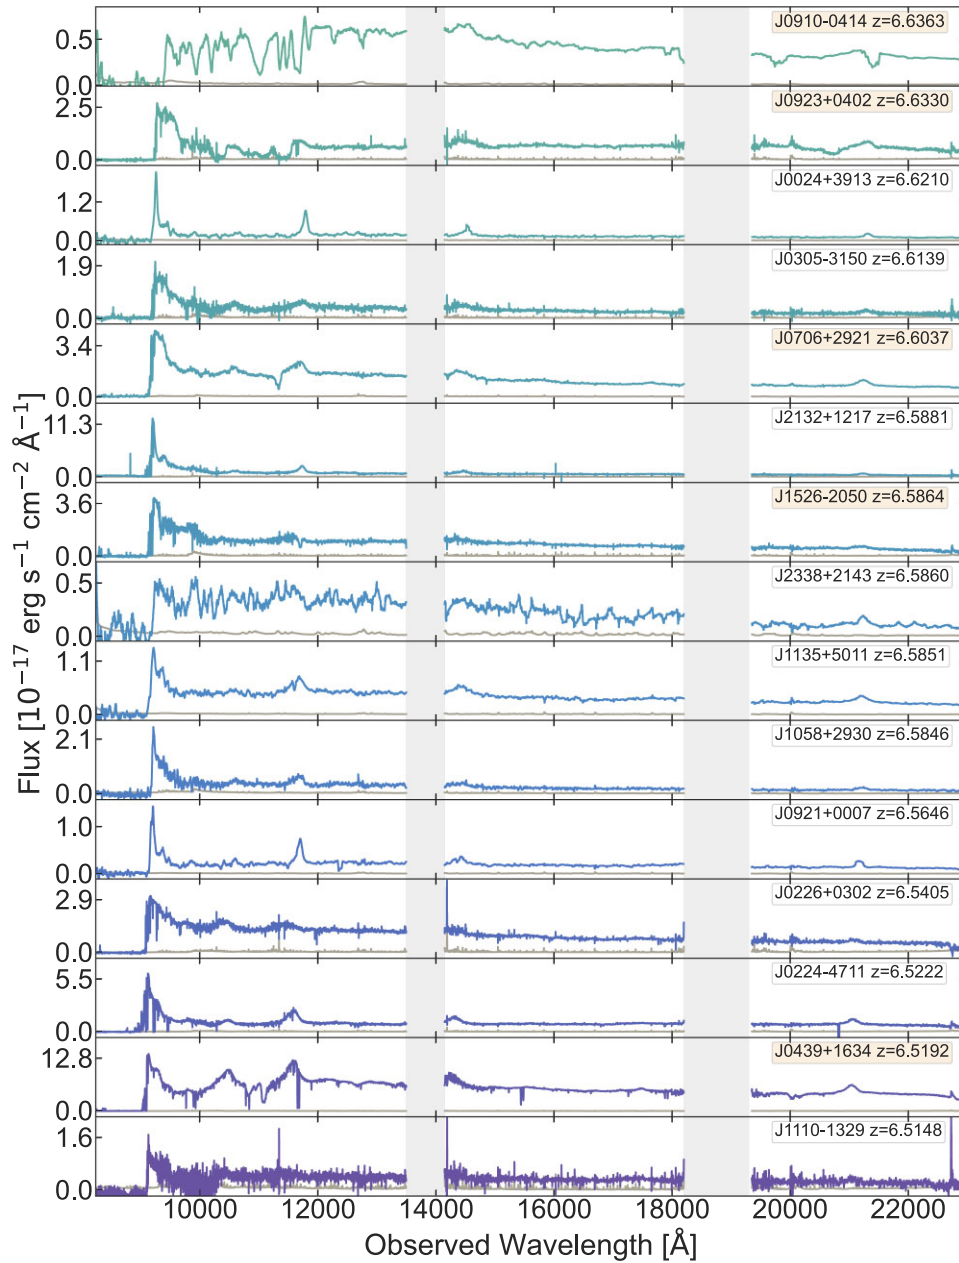 J0910-0414 z=6.6363
0.5
0.0
J0923+0402 z=6.6330
2.5
0.0
J0024+3913 z=6.6210
1.2
0.0
J0305-3150 z=6.6139
1.9
0.0
J0706+2921 z=6.6037
3.4
0.0
J2132+1217 z=6.5881
11.3
0.0
J1526-2050 z=6.5864
3.6
0.0
J2338+2143 z=6.5860
0.5
0.0
J1135+5011 z=6.5851
1.1
0.0
J1058+2930 z=6.5846
2.1
0.0
J0921+0007 z=6.5646
1.0
0.0
J0226+0302 z=6.5405
2.9
0.0
J0224-4711 z=6.5222
5.5
0.0
J0439+1634 z=6.5192
12.8
0.0
J1110-1329 z=6.5148
1.6
0.0
Flux [10⁻¹⁷ erg s⁻¹ cm⁻² Å⁻¹]
10000 12000 14000 16000 18000 20000 22000
Observed Wavelength [Å]